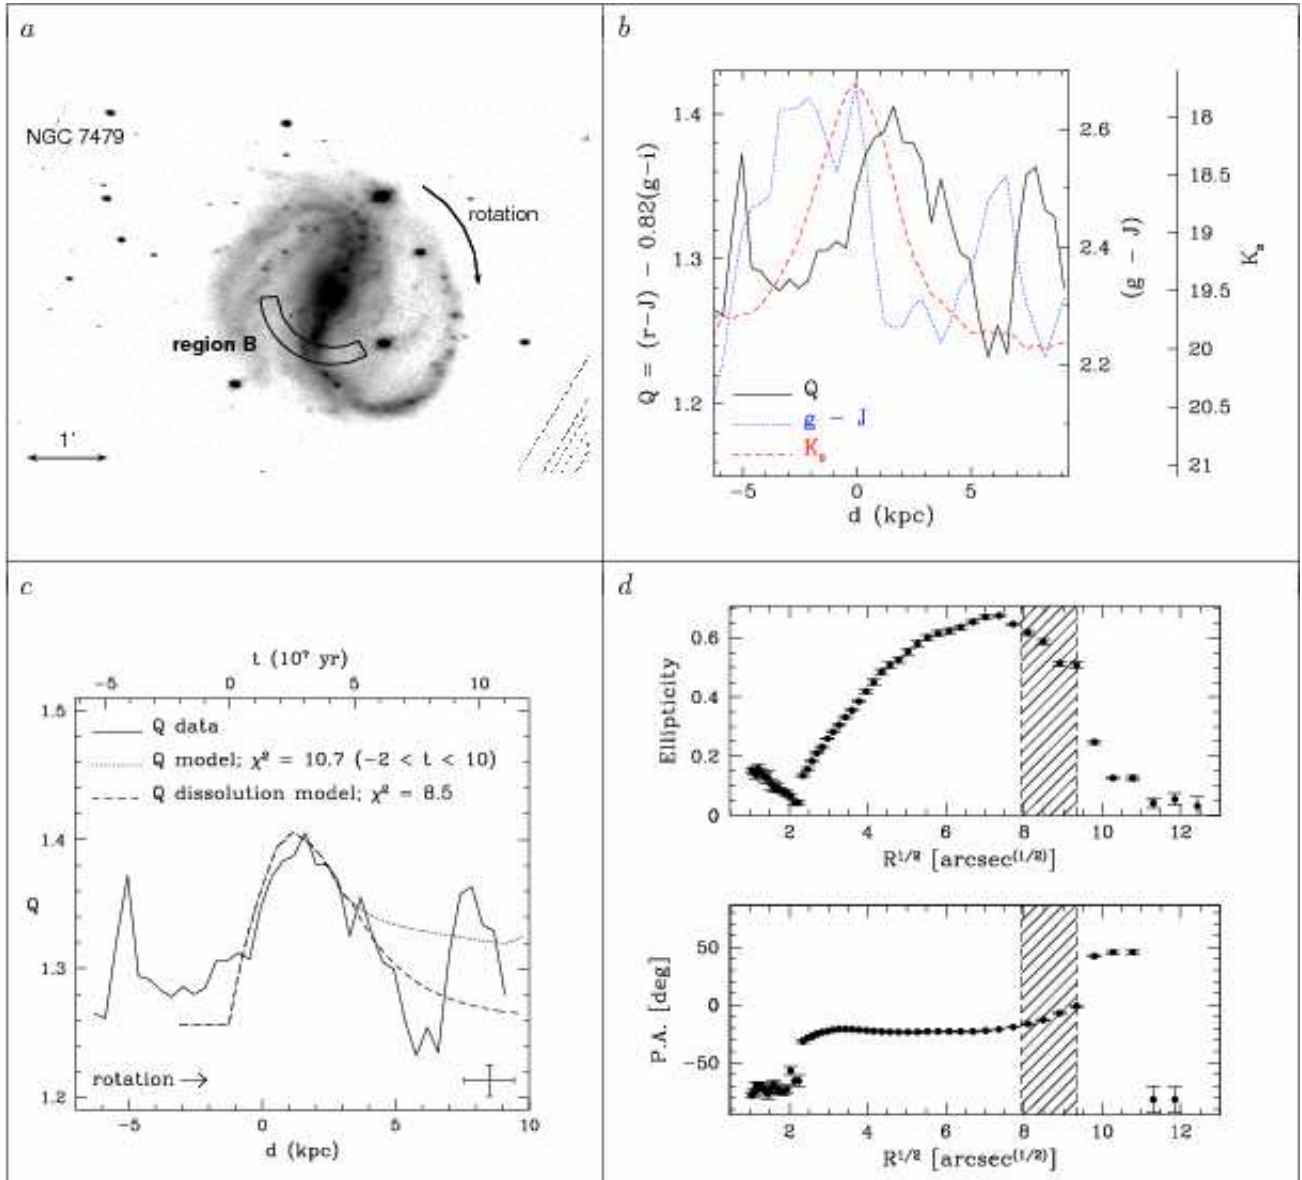 a
NGC 7479
rotation
region B
1'
b
Q = (r-J) - 0.82(g-i)
1.4
1.3
1.2
2.6
2.4
2.2
(g - J)
18
18.5
19
19.5
20
20.5
21
K_s
Q
g - J
K_s
-5 0 5
d (kpc)
c
t (10⁷ yr)
-5 0 5 10
1.5
1.4
1.3
1.2
Q
Q data
Q model; χ² = 10.7 (-2 < t < 10)
Q dissolution model; χ² = 8.5
rotation →
-5 0 5 10
d (kpc)
d
Ellipticity
0.6
0.4
0.2
0
2 4 6 8 10 12
R^1/2 [arcsec^(1/2)]
P.A. [deg]
50
0
-50
2 4 6 8 10 12
R^1/2 [arcsec^(1/2)]